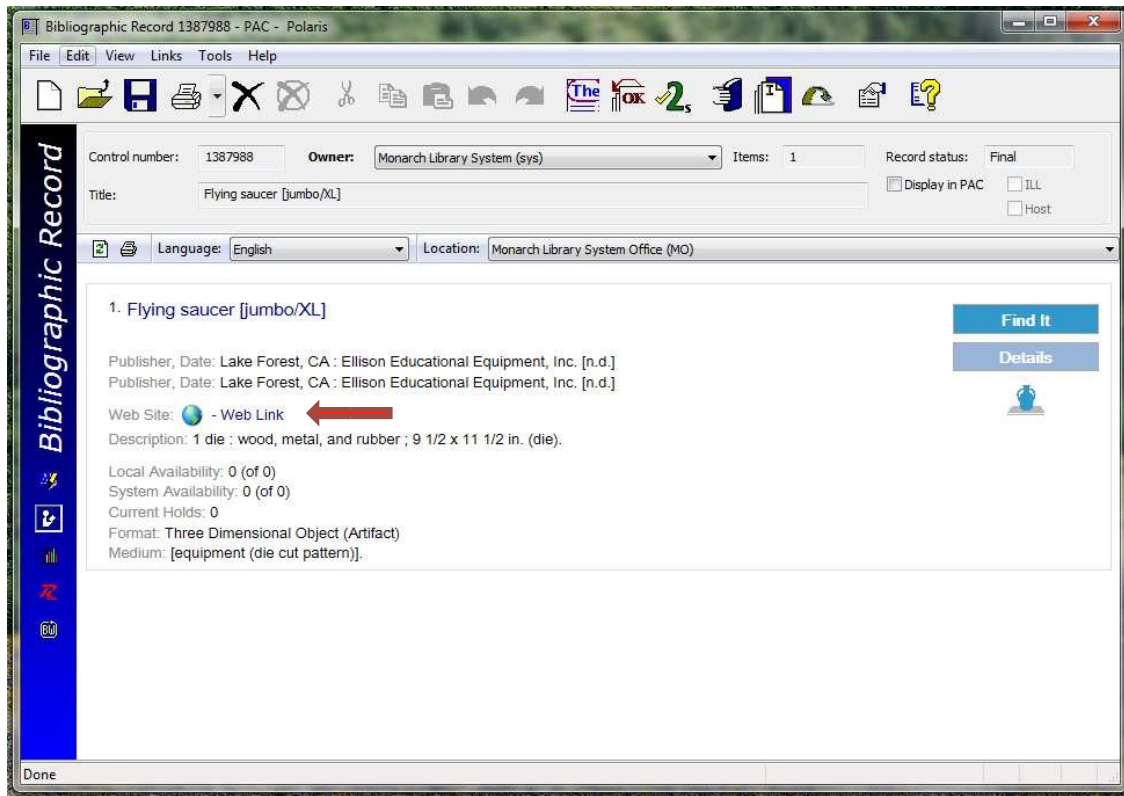 Bibliographic Record 1387988 - PAC - Polaris
File Edit View Links Tools Help
The OK 2,
Control number: 1387988 Owner: Monarch Library System (sys) Items: 1 Record status: Final
Title: Flying saucer [jumbo/XL] Display in PAC ILL
Host
Language: English Location: Monarch Library System Office (MO)
Bibliographic Record
1. Flying saucer [jumbo/XL]
Find It
Publisher, Date: Lake Forest, CA : Ellison Educational Equipment, Inc. [n.d.]
Details
Publisher, Date: Lake Forest, CA : Ellison Educational Equipment, Inc. [n.d.]
Web Site: - Web Link
Description: 1 die : wood, metal, and rubber ; 9 1/2 x 11 1/2 in. (die).
Local Availability: 0 (of 0)
System Availability: 0 (of 0)
Current Holds: 0
Format: Three Dimensional Object (Artifact)
Medium: [equipment (die cut pattern)].
Done